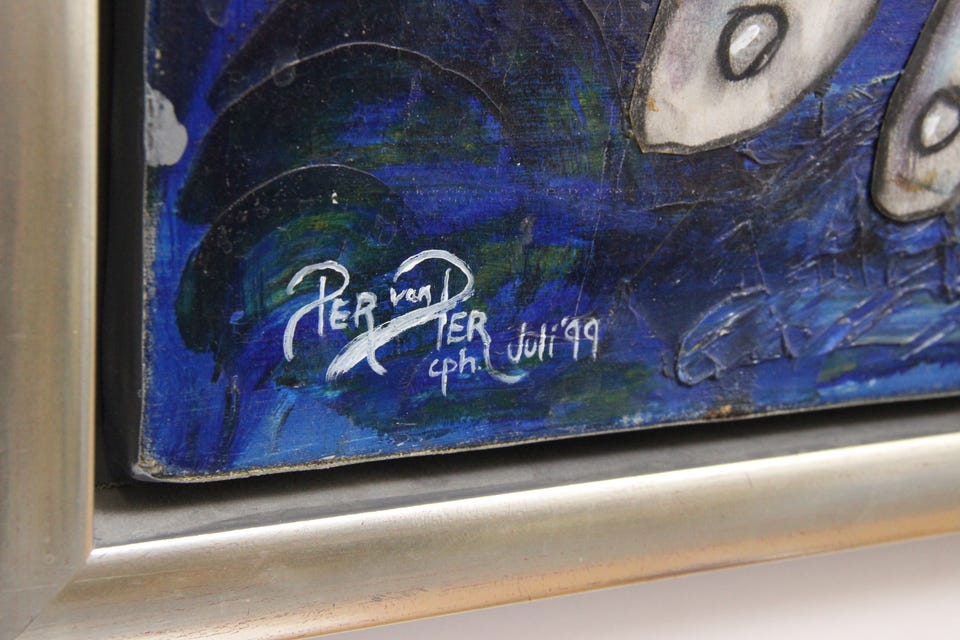 PER van PER
cph. Juli '99